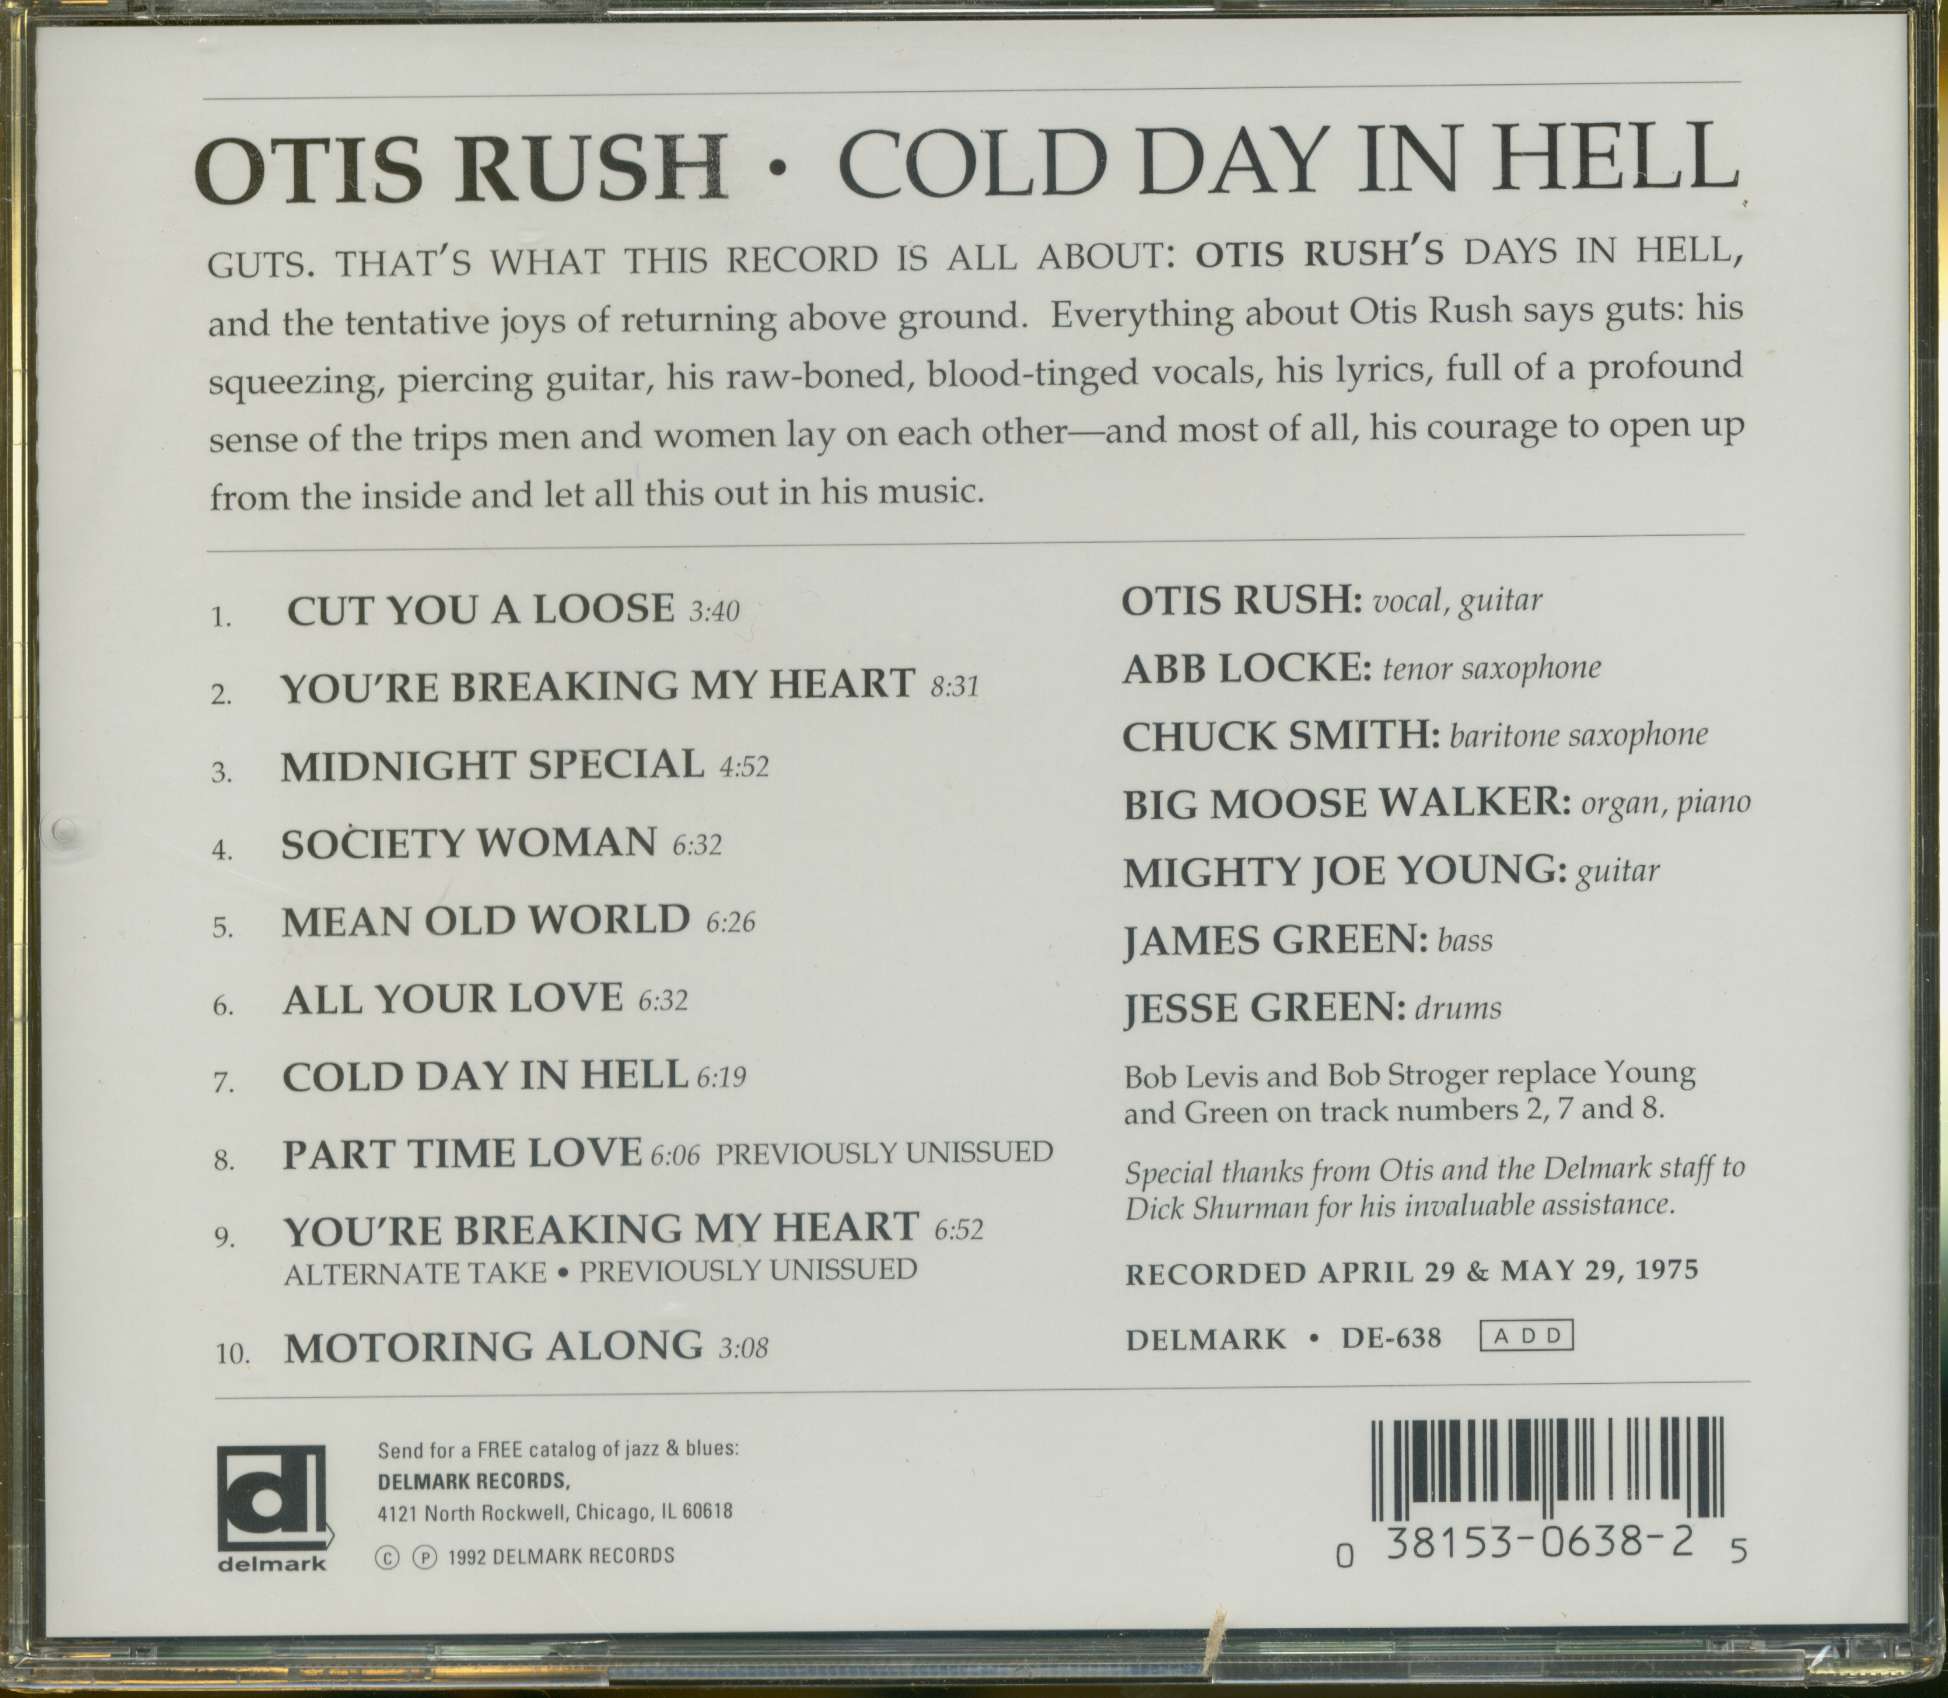 OTIS RUSH • COLD DAY IN HELL
GUTS. THAT'S WHAT THIS RECORD IS ALL ABOUT: OTIS RUSH'S DAYS IN HELL,
and the tentative joys of returning above ground. Everything about Otis Rush says guts: his
squeezing, piercing guitar, his raw-boned, blood-tinged vocals, his lyrics, full of a profound
sense of the trips men and women lay on each other—and most of all, his courage to open up
from the inside and let all this out in his music.
1. CUT YOU A LOOSE 3:40
2. YOU'RE BREAKING MY HEART 8:31
3. MIDNIGHT SPECIAL 4:52
4. SOCIETY WOMAN 6:32
5. MEAN OLD WORLD 6:26
6. ALL YOUR LOVE 6:32
7. COLD DAY IN HELL 6:19
8. PART TIME LOVE 6:06 PREVIOUSLY UNISSUED
9. YOU'RE BREAKING MY HEART 6:52
ALTERNATE TAKE • PREVIOUSLY UNISSUED
10. MOTORING ALONG 3:08
OTIS RUSH: vocal, guitar
ABB LOCKE: tenor saxophone
CHUCK SMITH: baritone saxophone
BIG MOOSE WALKER: organ, piano
MIGHTY JOE YOUNG: guitar
JAMES GREEN: bass
JESSE GREEN: drums
Bob Levis and Bob Stroger replace Young
and Green on track numbers 2, 7 and 8.
Special thanks from Otis and the Delmark staff to
Dick Shurman for his invaluable assistance.
RECORDED APRIL 29 & MAY 29, 1975
DELMARK • DE-638 ADD
d
delmark
Send for a FREE catalog of jazz & blues:
DELMARK RECORDS,
4121 North Rockwell, Chicago, IL 60618
© ℗ 1992 DELMARK RECORDS
0 38153-0638-2 5